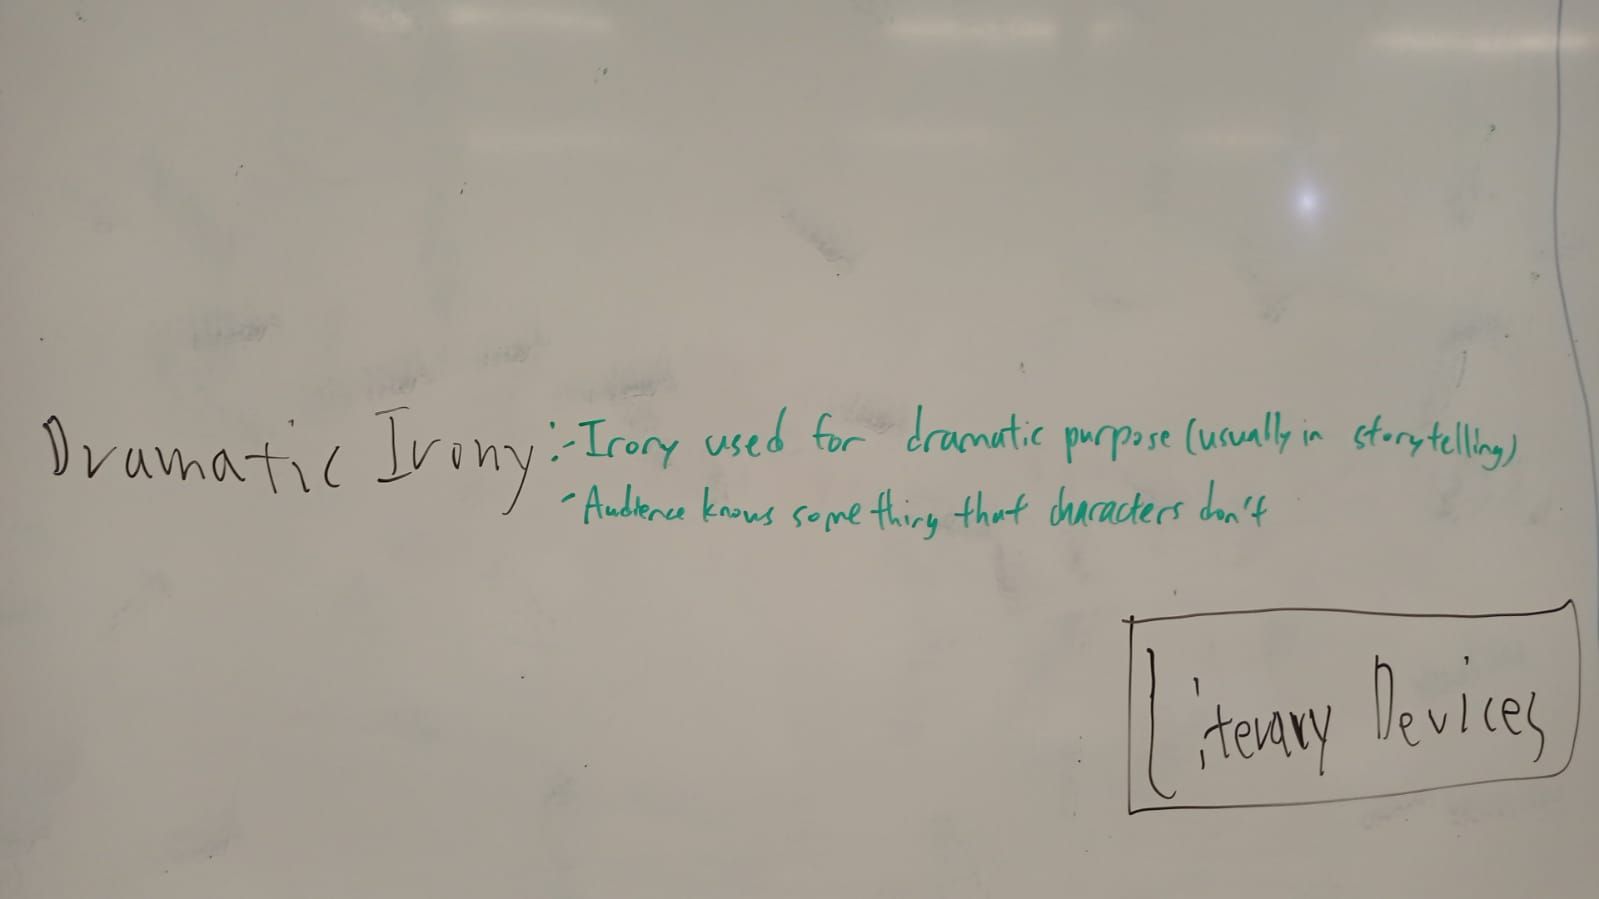 Dramatic Irony: - Irony used for dramatic purpose (usually in storytelling)
- Audience knows something that characters don't
Literary Devices